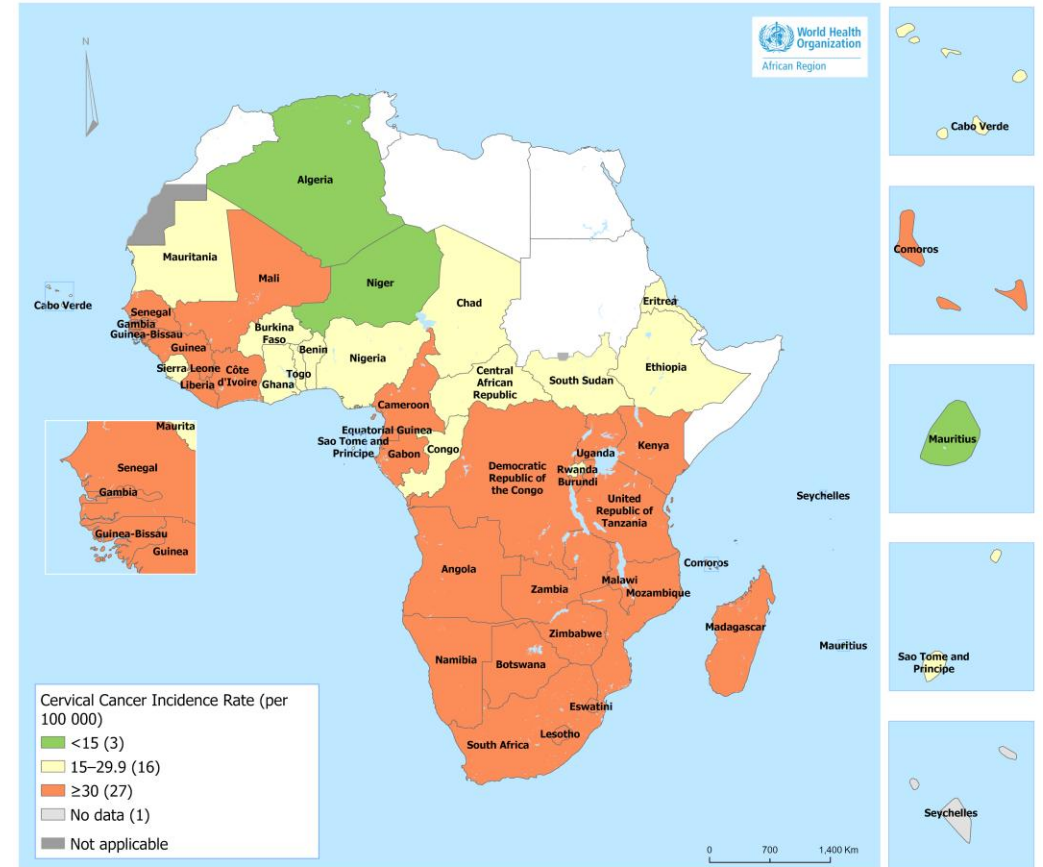 N
World Health
Organization
African Region
Cabo Verde
Algeria
Mauritania
Mali
Niger
Chad
Eritrea
Cabo Verde
Senegal
Gambia
Guinea-Bissau
Guinea
Burkina
Faso
Benin
Nigeria
Sierra Leone
Côte
d'Ivoire
Liberia
Ghana
Togo
Central
African
Republic
South Sudan
Ethiopia
Cameroon
Equatorial Guinea
Sao Tome and
Principe
Gabon
Congo
Democratic
Republic of
the Congo
Uganda
Kenya
Rwanda
Burundi
United
Republic of
Tanzania
Seychelles
Comoros
Angola
Zambia
Malawi
Mozambique
Madagascar
Mauritius
Zimbabwe
Namibia
Botswana
Eswatini
Lesotho
South Africa
Maurita
Senegal
Gambia
Guinea-Bissau
Guinea
Comoros
Mauritius
Sao Tome and
Principe
Seychelles
Cervical Cancer Incidence Rate (per
100 000)
<15 (3)
15–29.9 (16)
≥30 (27)
No data (1)
Not applicable
0 700 1,400 Km